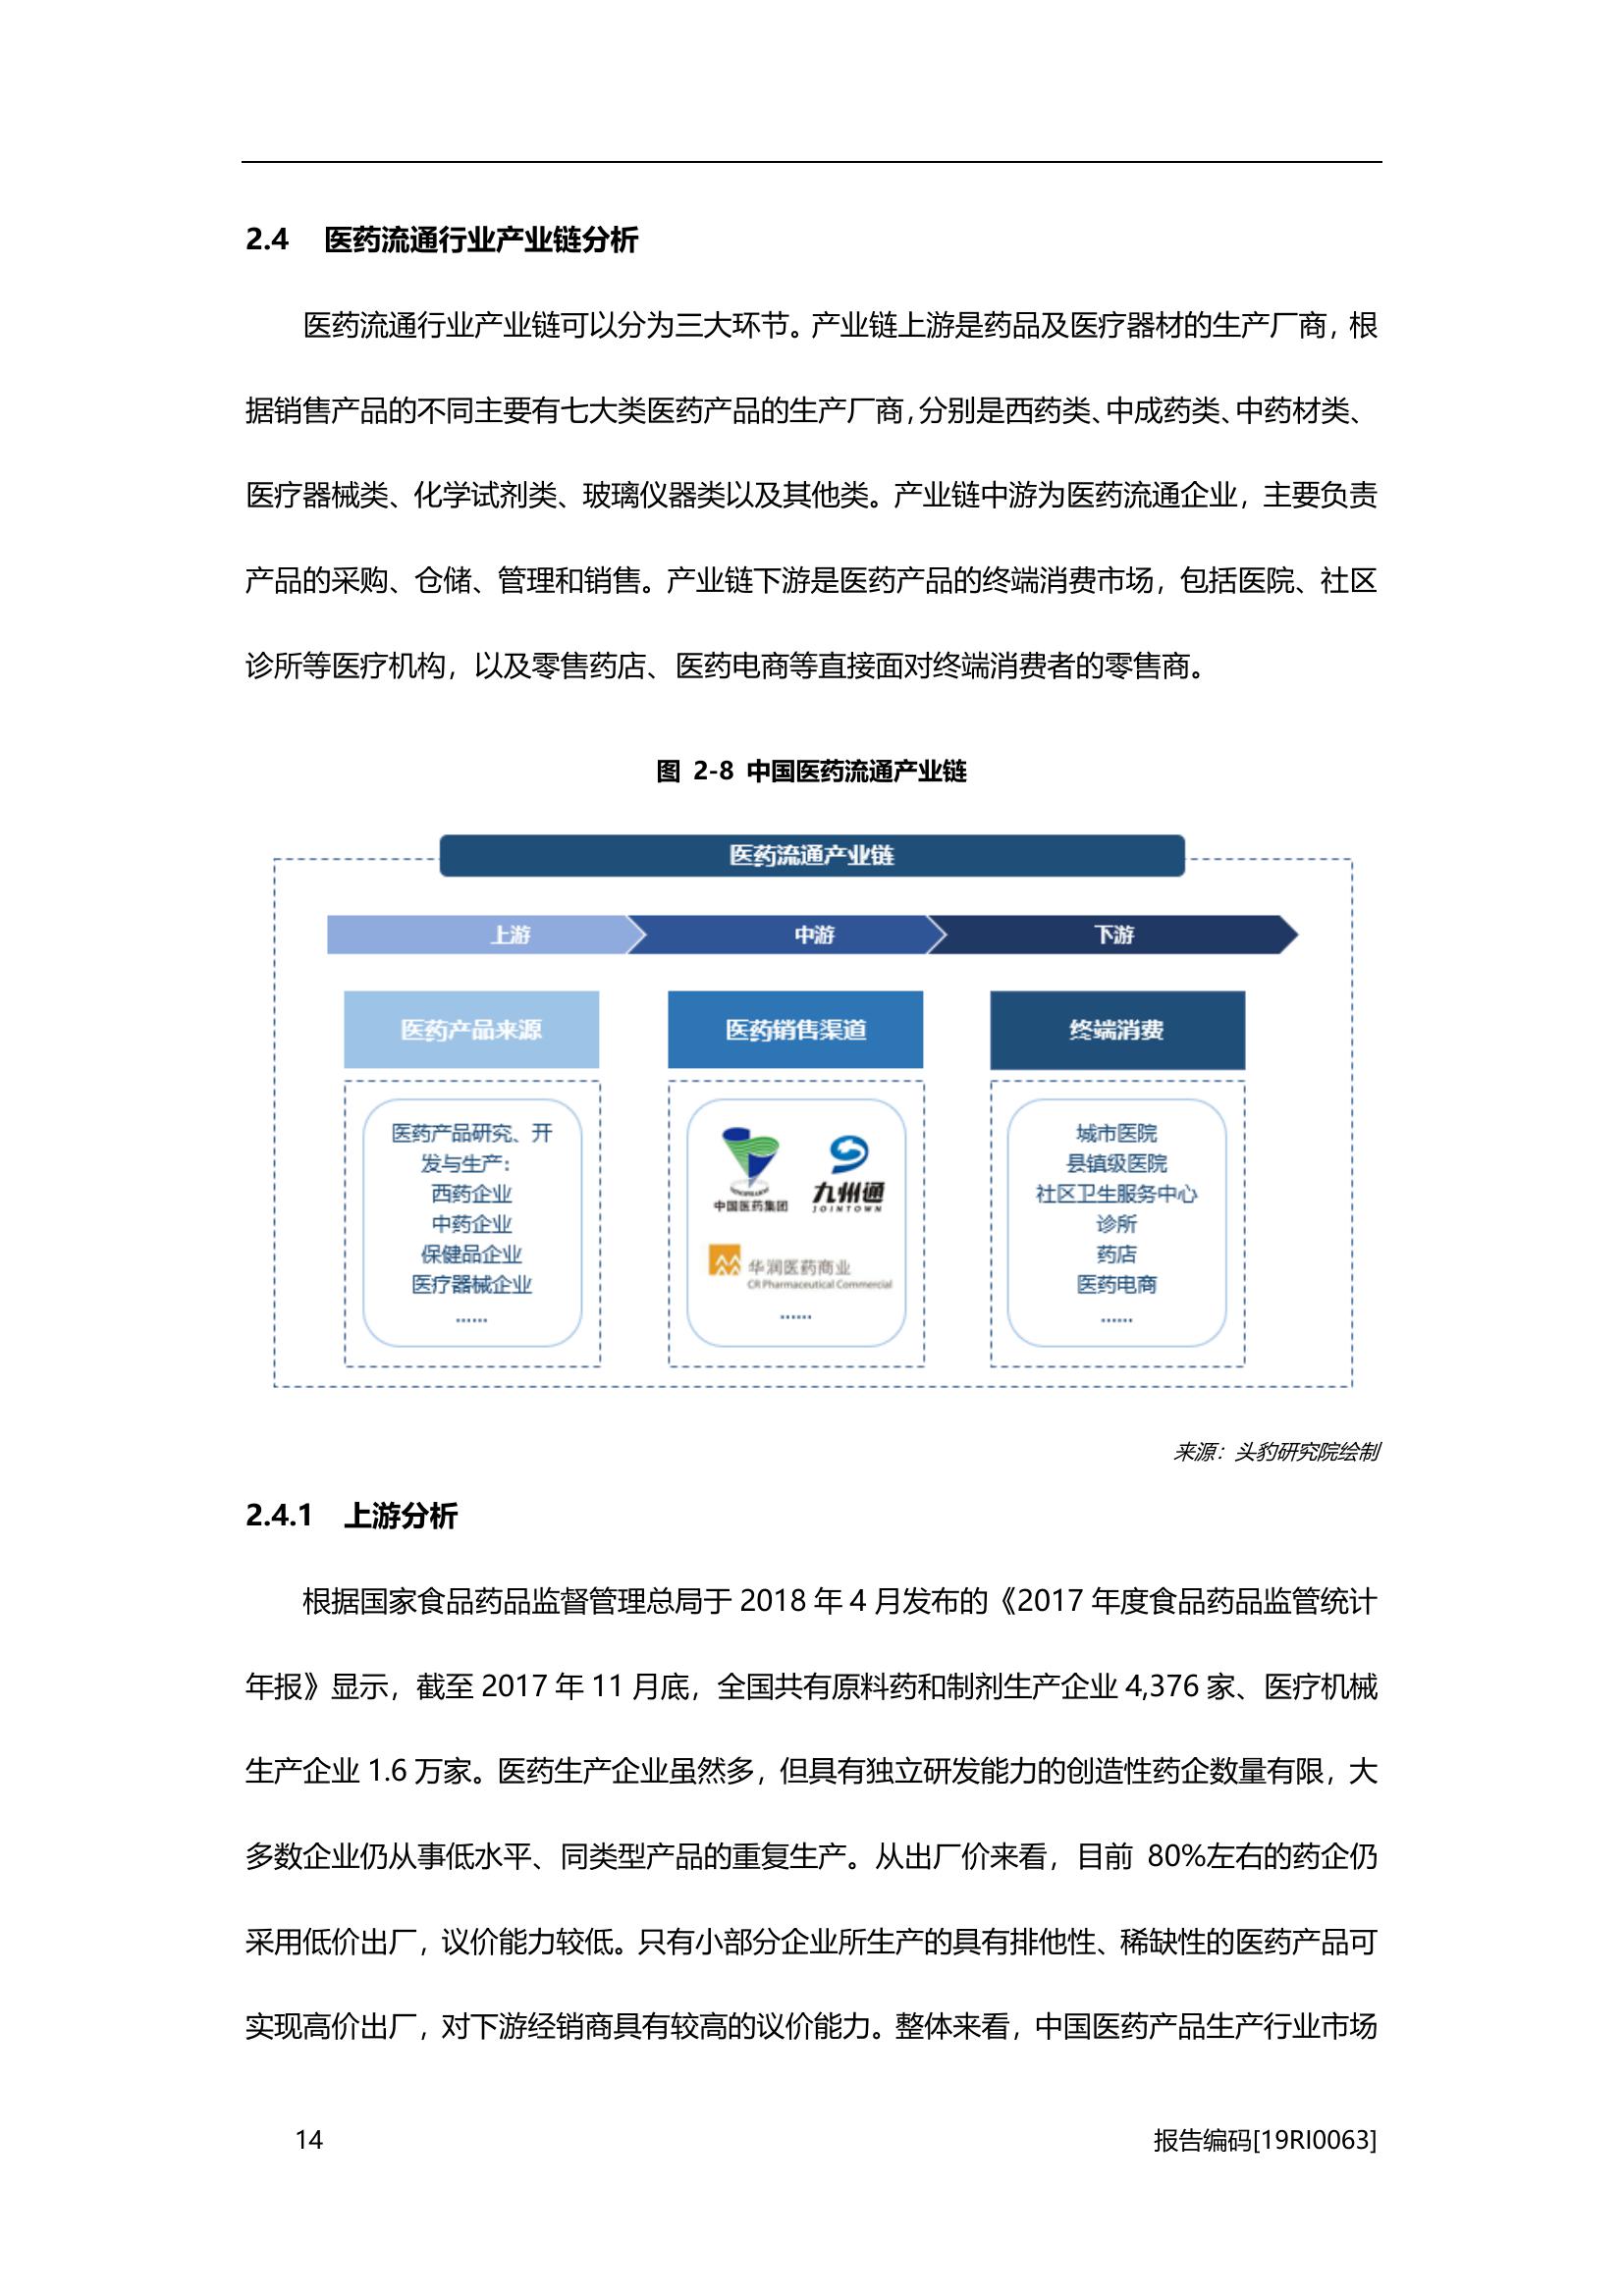 2.4 医药流通行业产业链分析
医药流通行业产业链可以分为三大环节。产业链上游是药品及医疗器材的生产厂商，根
据销售产品的不同主要有七大类医药产品的生产厂商，分别是西药类、中成药类、中药材类、
医疗器械类、化学试剂类、玻璃仪器类以及其他类。产业链中游为医药流通企业，主要负责
产品的采购、仓储、管理和销售。产业链下游是医药产品的终端消费市场，包括医院、社区
诊所等医疗机构，以及零售药店、医药电商等直接面对终端消费者的零售商。
图 2-8 中国医药流通产业链
医药流通产业链
上游
中游
下游
医药产品来源
医药销售渠道
终端消费
医药产品研究、开
发与生产：
西药企业
中药企业
保健品企业
医疗器械企业
……
中国医药集团
九州通
JOINTOWN
华润医药商业
CR Pharmaceutical Commercial
……
城市医院
县镇级医院
社区卫生服务中心
诊所
药店
医药电商
……
来源：头豹研究院绘制
2.4.1 上游分析
根据国家食品药品监督管理总局于 2018 年 4 月发布的《2017 年度食品药品监管统计
年报》显示，截至 2017 年 11 月底，全国共有原料药和制剂生产企业 4,376 家、医疗机械
生产企业 1.6 万家。医药生产企业虽然多，但具有独立研发能力的创造性药企数量有限，大
多数企业仍从事低水平、同类型产品的重复生产。从出厂价来看，目前 80%左右的药企仍
采用低价出厂，议价能力较低。只有小部分企业所生产的具有排他性、稀缺性的医药产品可
实现高价出厂，对下游经销商具有较高的议价能力。整体来看，中国医药产品生产行业市场
14
报告编码[19RI0063]